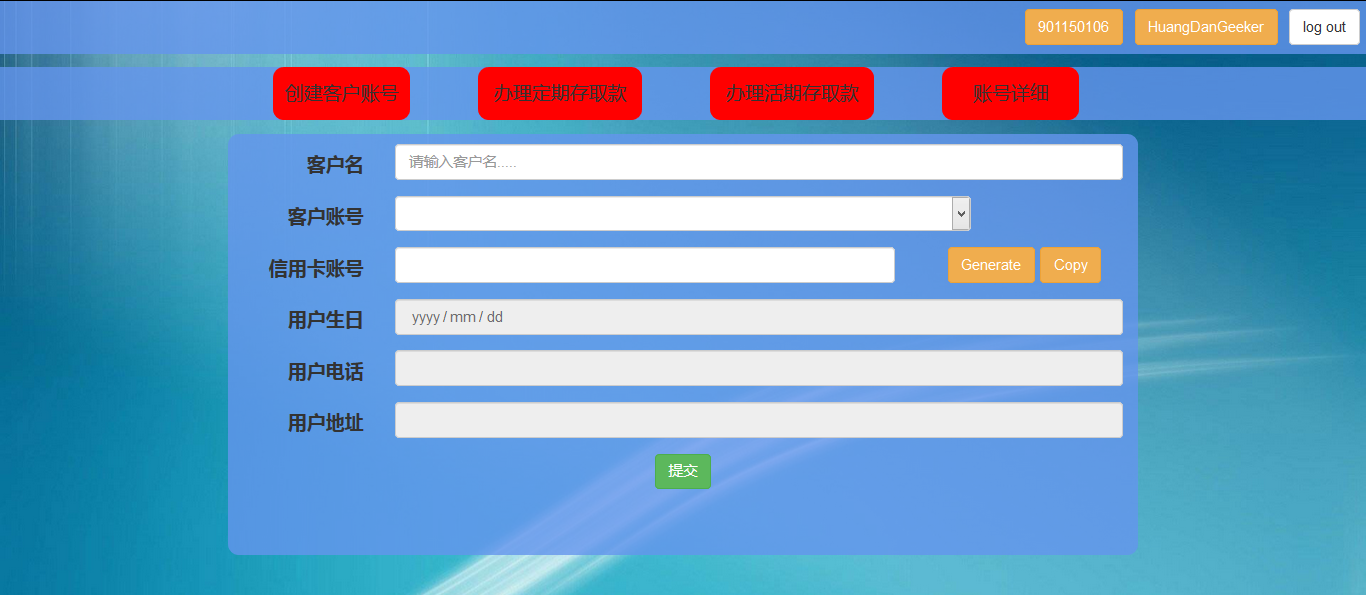 901150106 HuangDanGeeker log out
创建客户账号 办理定期存取款 办理活期存取款 账号详细
客户名 请输入客户名.....
客户账号
信用卡账号 Generate Copy
用户生日 yyyy / mm / dd
用户电话
用户地址
提交